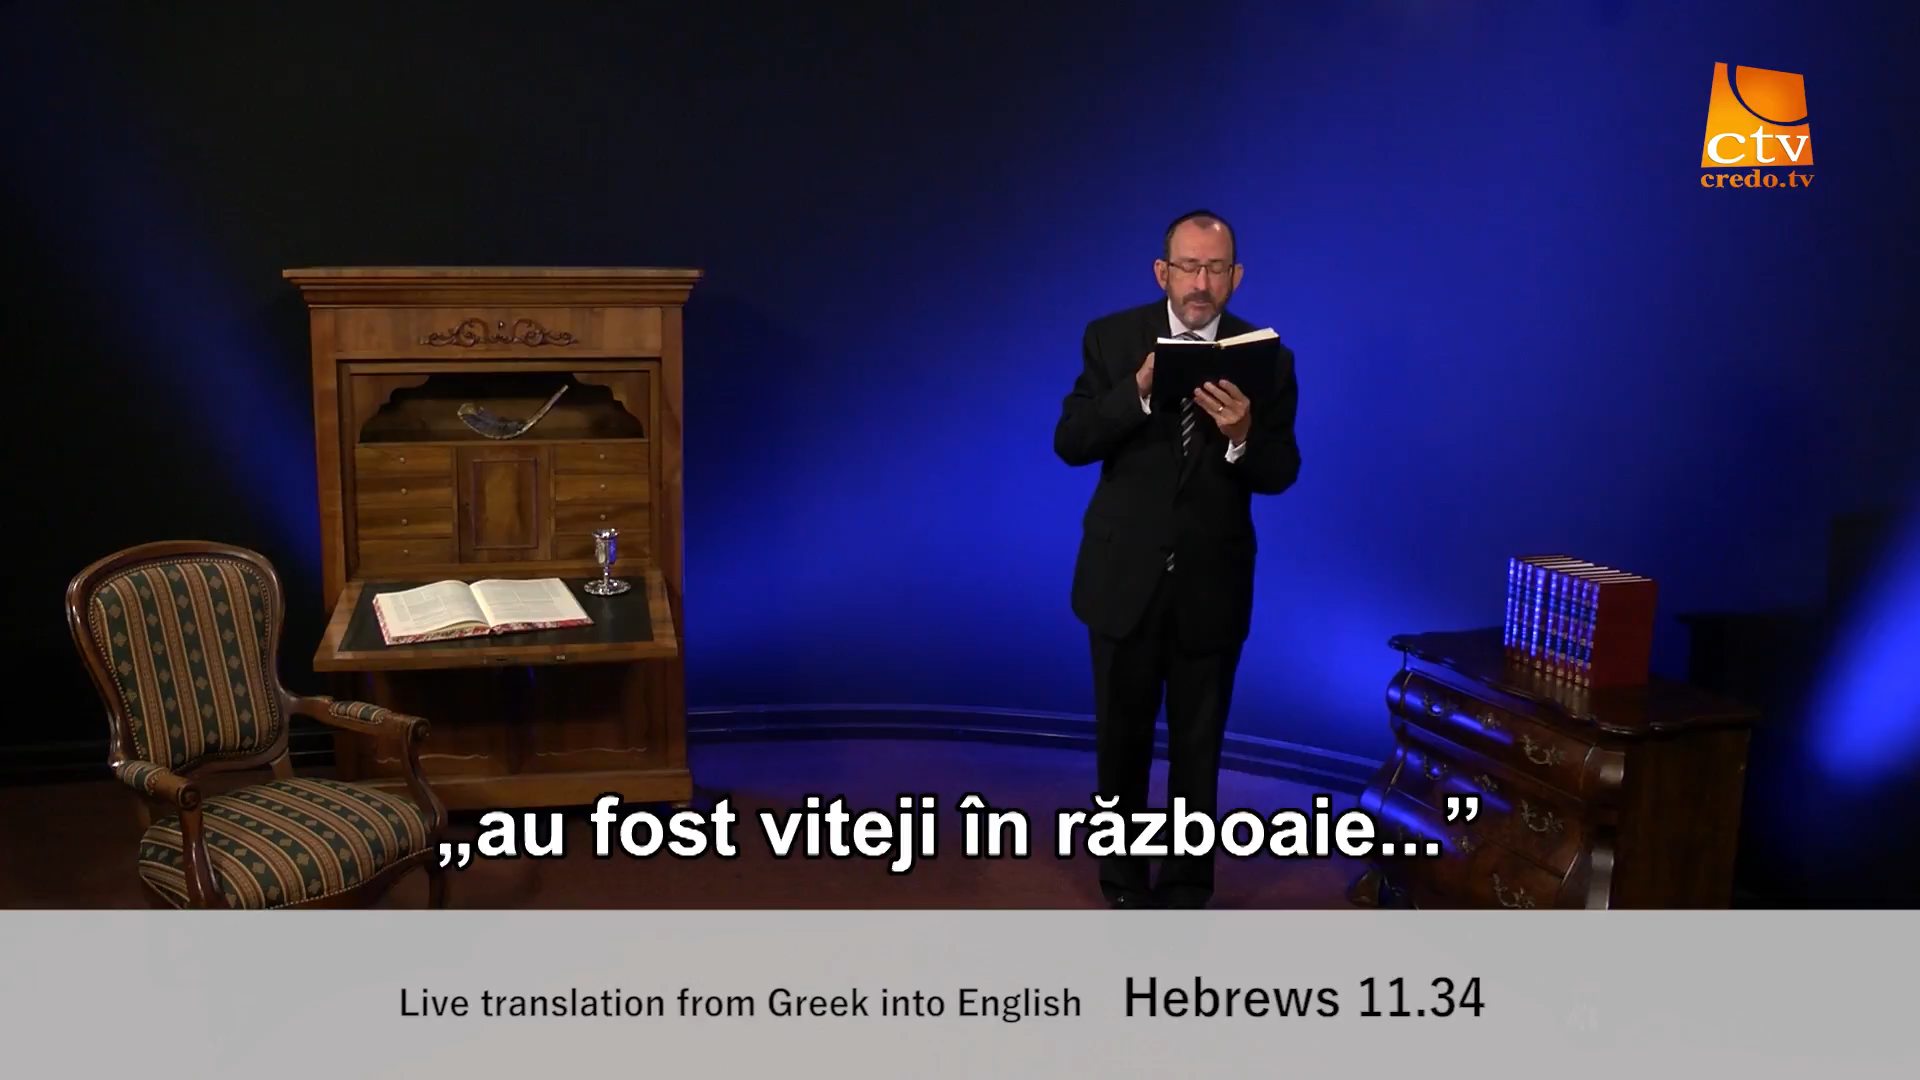 ctv
credo.tv
„au fost viteji în războaie...”
Live translation from Greek into English Hebrews 11.34